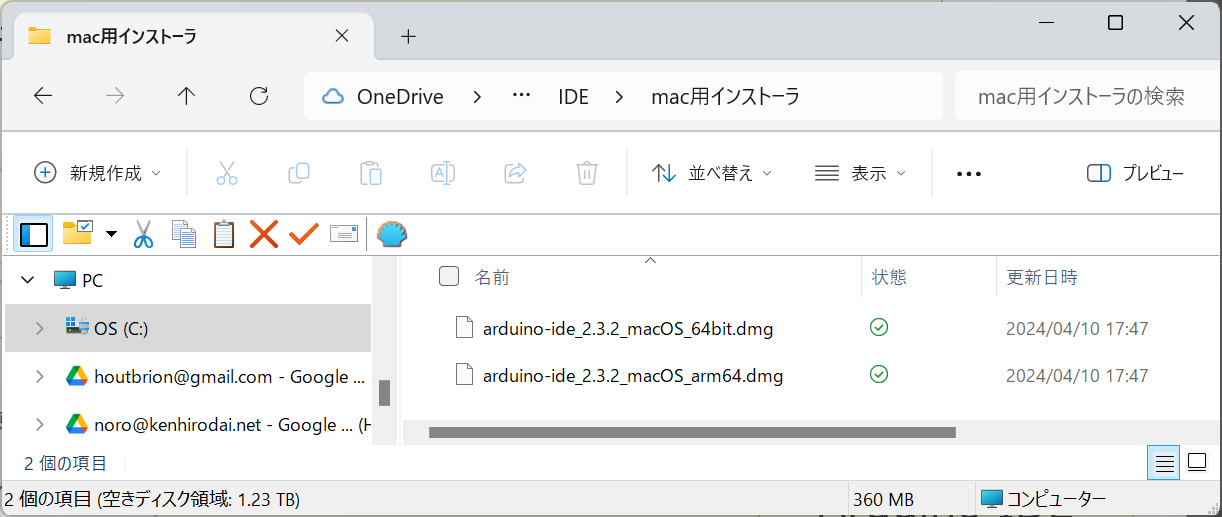 mac用インストーラ
OneDrive > ... IDE > mac用インストーラ
mac用インストーラの検索
新規作成
並べ替え
表示
プレビュー
PC
名前 状態 更新日時
OS (C:)
arduino-ide_2.3.2_macOS_64bit.dmg 2024/04/10 17:47
houtbrion@gmail.com - Google ...
arduino-ide_2.3.2_macOS_arm64.dmg 2024/04/10 17:47
noro@kenhirodai.net - Google ... (H
2 個の項目
2 個の項目 (空きディスク領域: 1.23 TB) 360 MB コンピューター